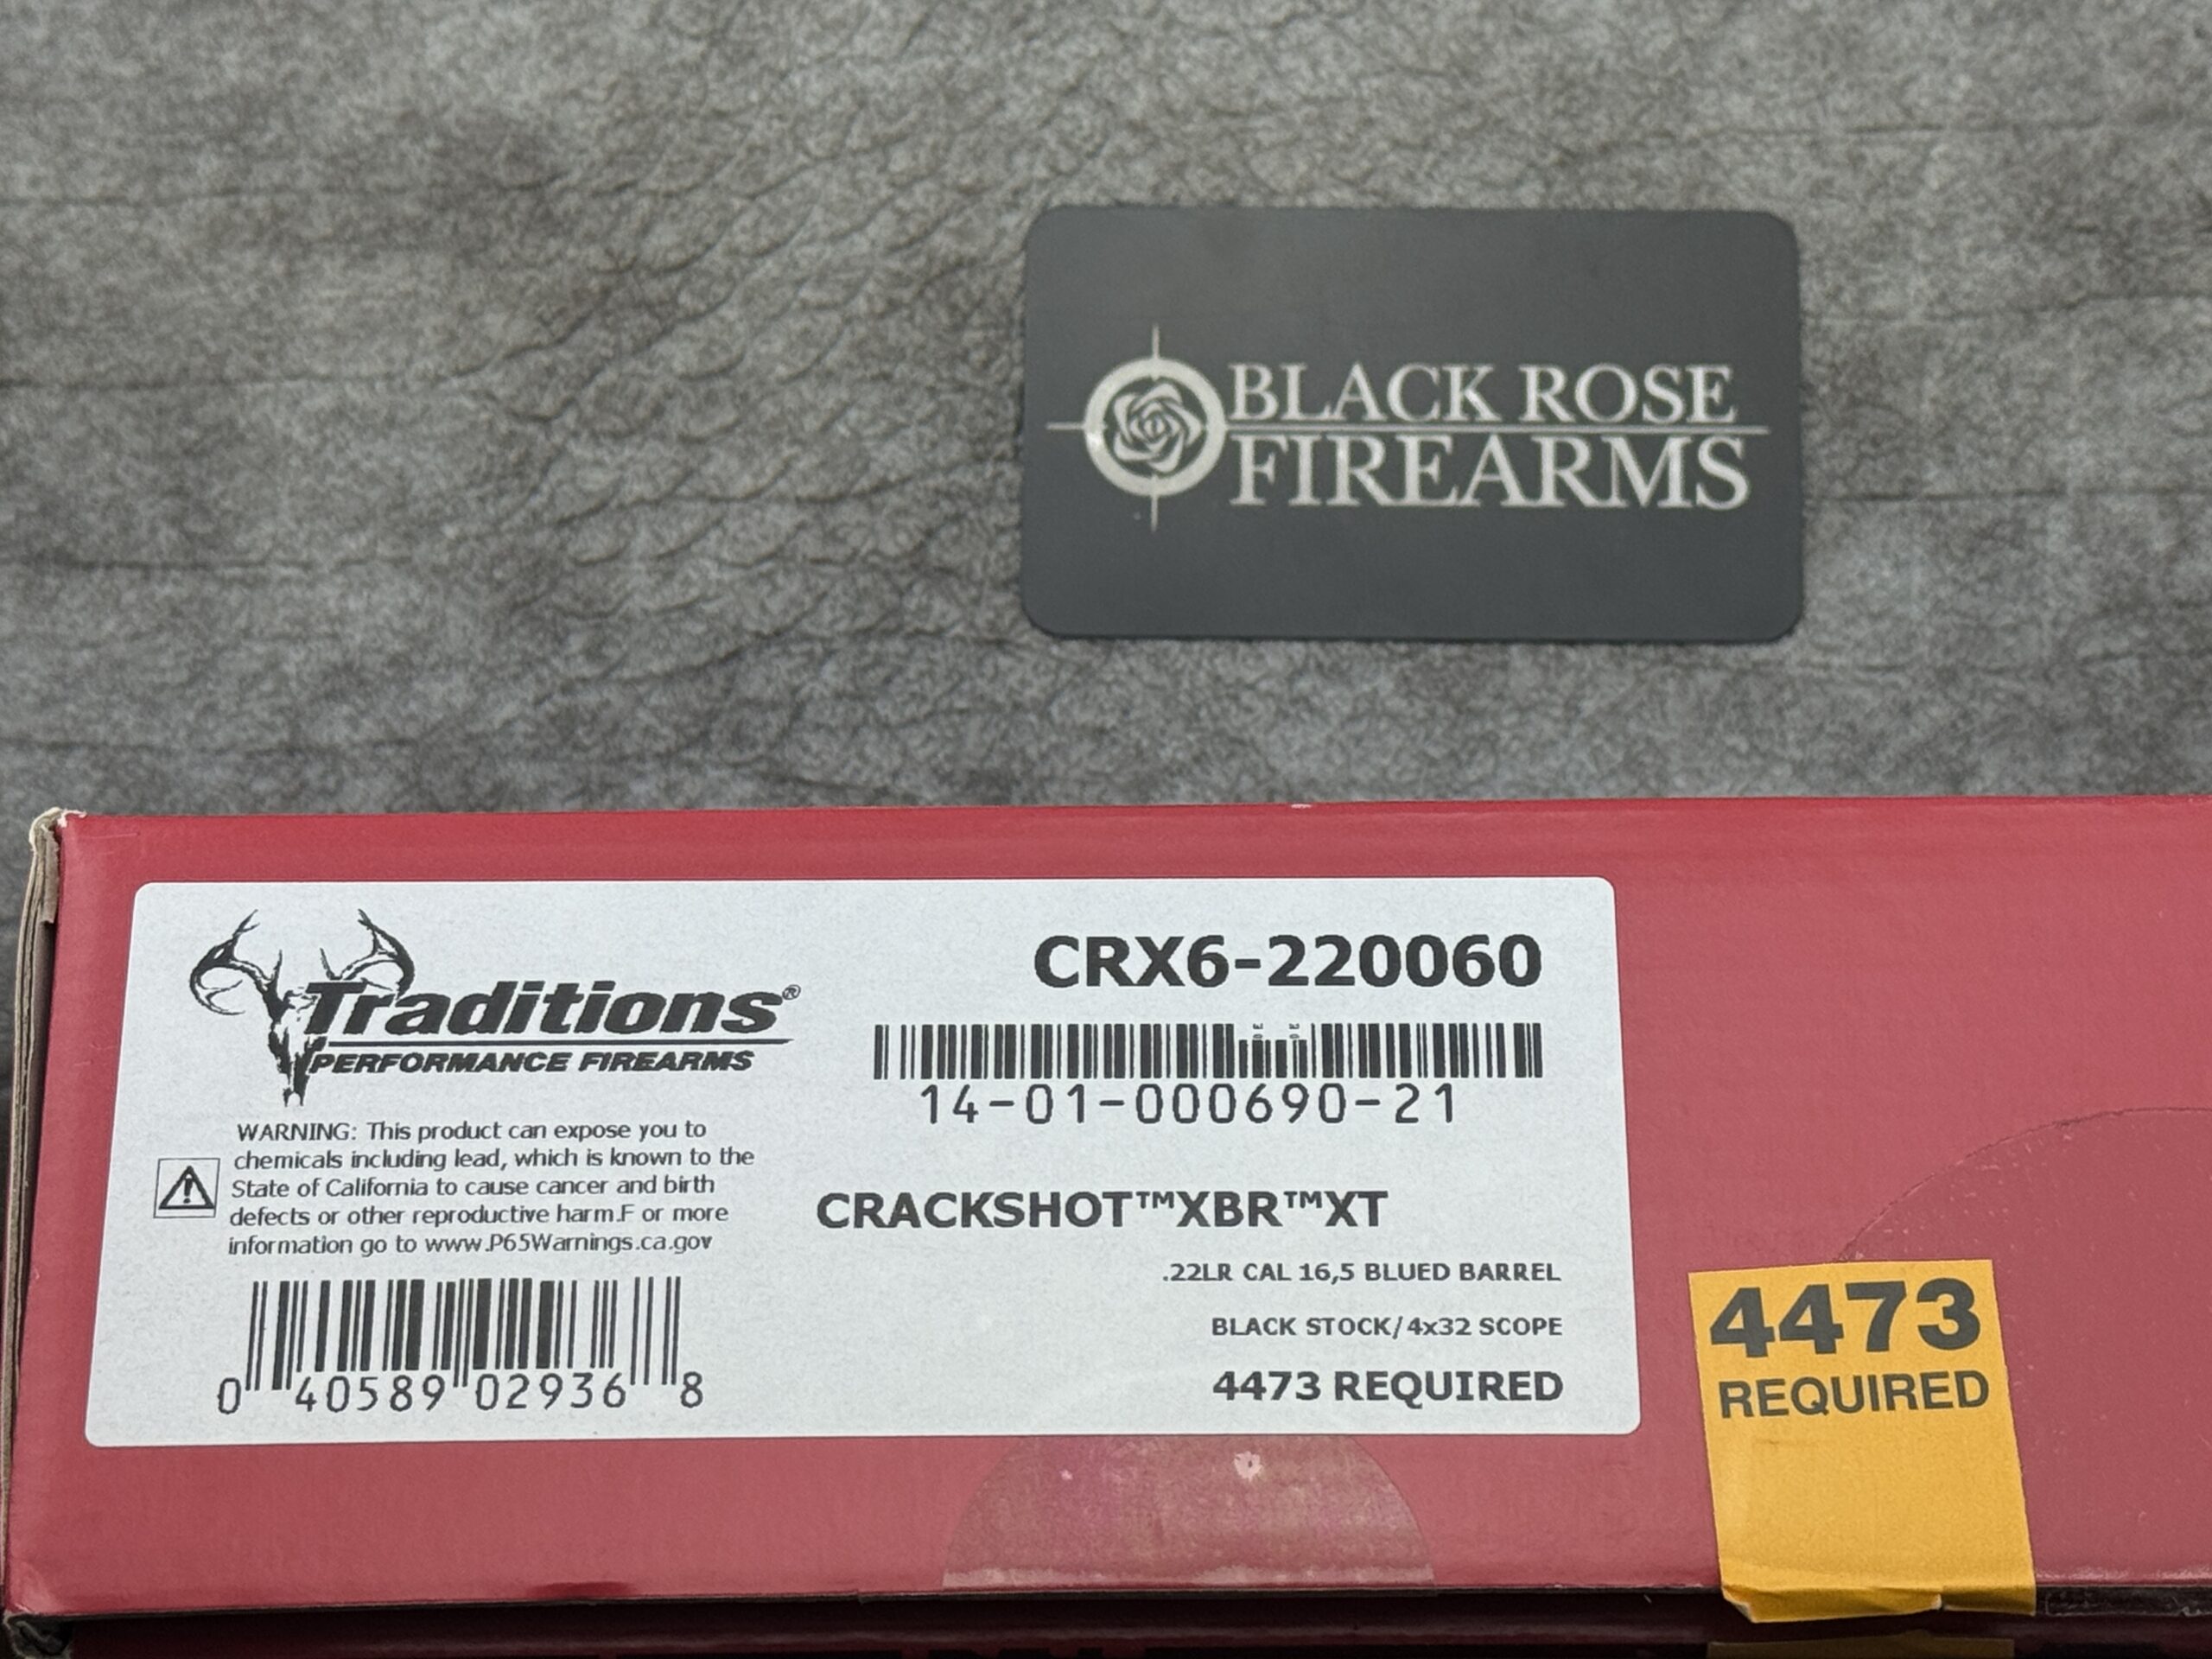 BLACK ROSE
FIREARMS
Traditions®
PERFORMANCE FIREARMS
WARNING: This product can expose you to
chemicals including lead, which is known to the
State of California to cause cancer and birth
defects or other reproductive harm.F or more
information go to www.P65Warnings.ca.gov
0 40589 02936 8
CRX6-220060
14-01-000690-21
CRACKSHOT™XBR™XT
.22LR CAL 16,5 BLUED BARREL
BLACK STOCK/4x32 SCOPE
4473 REQUIRED
4473
REQUIRED